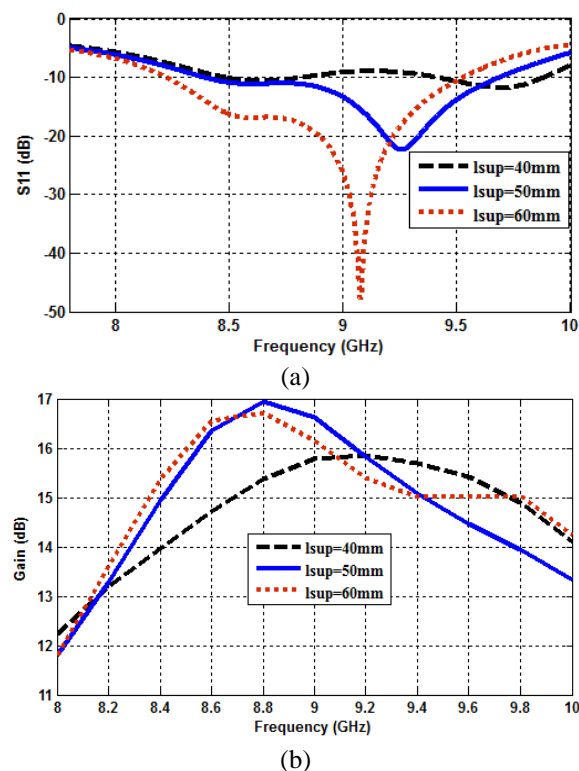 0
-10
-20
-30
-40
-50
S11 (dB)
lsup=40mm
lsup=50mm
lsup=60mm
8 8.5 9 9.5 10
Frequency (GHz)
(a)
17
16
15
14
13
12
11
Gain (dB)
lsup=40mm
lsup=50mm
lsup=60mm
8 8.2 8.4 8.6 8.8 9 9.2 9.4 9.6 9.8 10
Frequency (GHz)
(b)